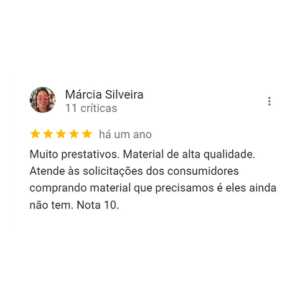 Márcia Silveira
11 críticas
há um ano
Muito prestativos. Material de alta qualidade.
Atende às solicitações dos consumidores
comprando material que precisamos é eles ainda
não tem. Nota 10.